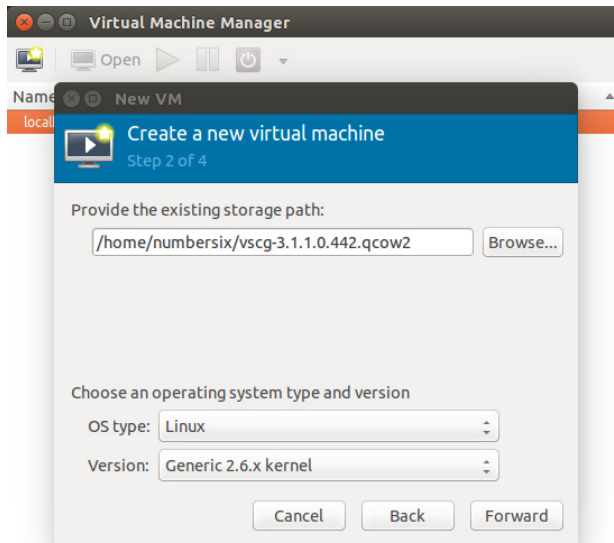 Virtual Machine Manager
Open
Name
New VM
locall
Create a new virtual machine
Step 2 of 4
Provide the existing storage path:
/home/numbersix/vscg-3.1.1.0.442.qcow2 Browse...
Choose an operating system type and version
OS type: Linux
Version: Generic 2.6.x kernel
Cancel Back Forward